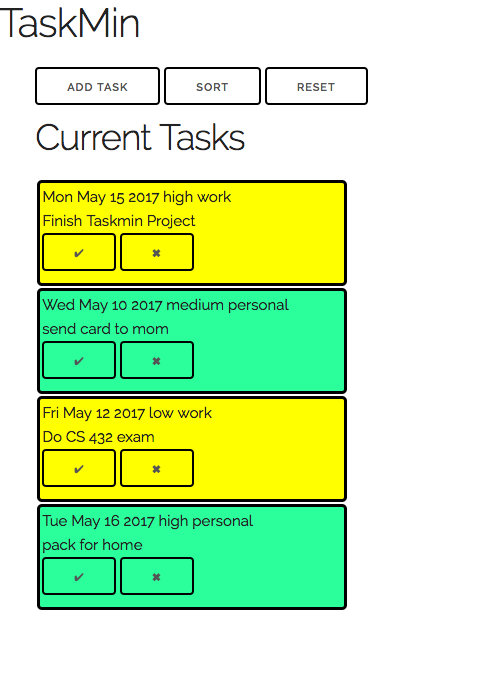 TaskMin
ADD TASK SORT RESET
Current Tasks
Mon May 15 2017 high work
Finish Taskmin Project
✔ ✖
Wed May 10 2017 medium personal
send card to mom
✔ ✖
Fri May 12 2017 low work
Do CS 432 exam
✔ ✖
Tue May 16 2017 high personal
pack for home
✔ ✖